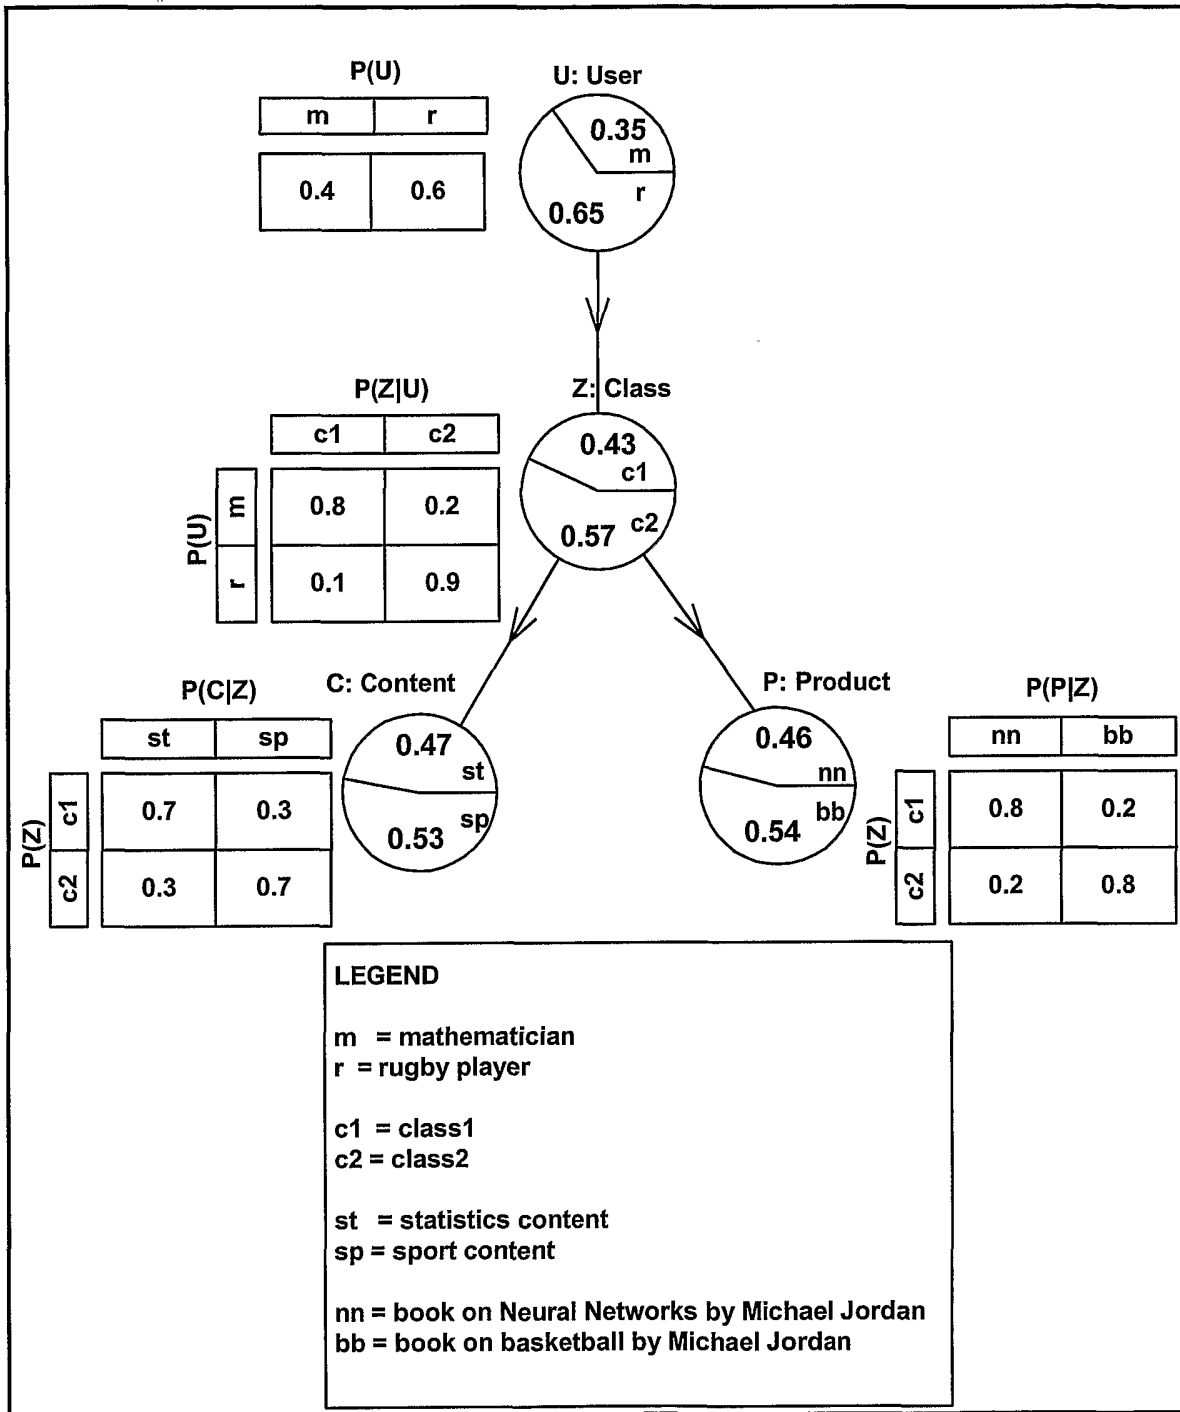 P(U)
U: User
m r
0.4 0.6
0.35
m
r
0.65
P(Z|U)
Z: Class
c1 c2
P(U)
m 0.8 0.2
r 0.1 0.9
0.43
c1
c2
0.57
P(C|Z)
C: Content
st sp
P(Z)
c1 0.7 0.3
c2 0.3 0.7
0.47
st
sp
0.53
P: Product
P(P|Z)
0.46
nn
bb
0.54
nn bb
P(Z)
c1 0.8 0.2
c2 0.2 0.8
LEGEND
m = mathematician
r = rugby player
c1 = class1
c2 = class2
st = statistics content
sp = sport content
nn = book on Neural Networks by Michael Jordan
bb = book on basketball by Michael Jordan